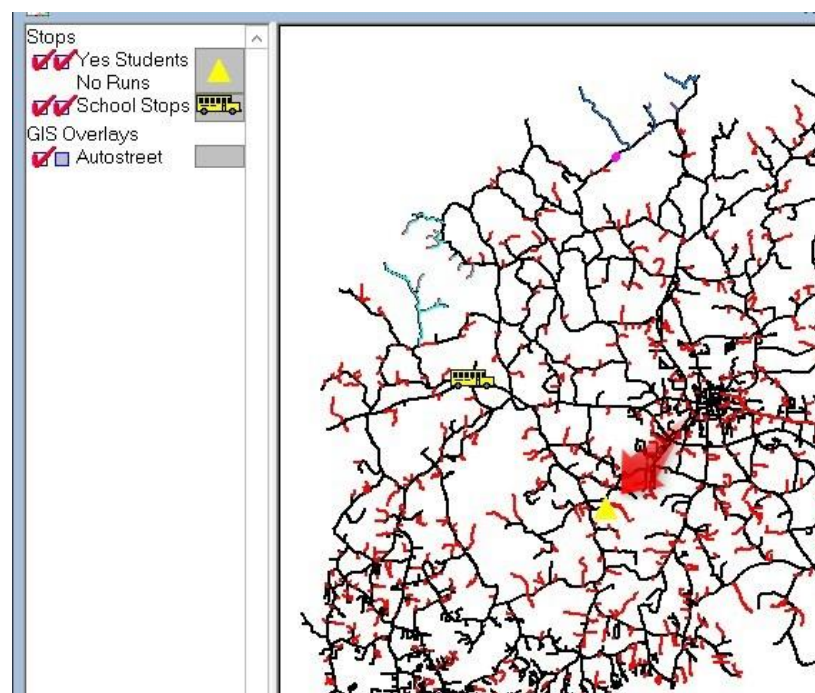 Stops
Yes Students
No Runs
School Stops
GIS Overlays
Autostreet